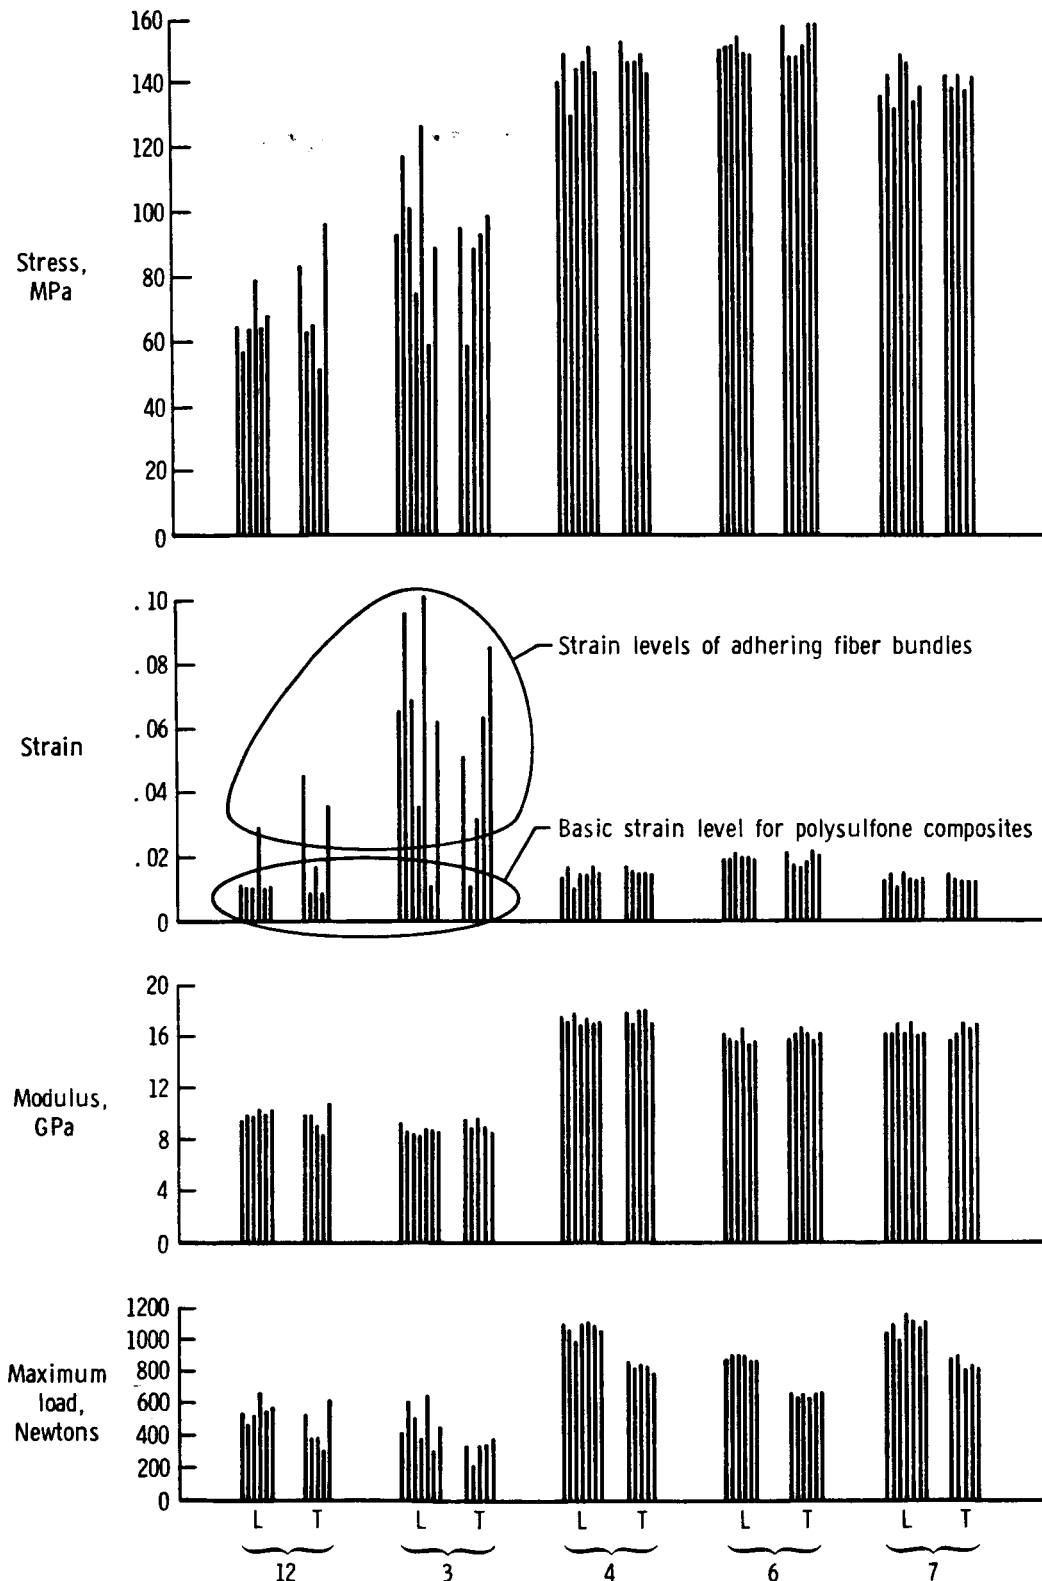 160
140
120
100
Stress,
MPa
80
60
40
20
0
.10
.08
Strain levels of adhering fiber bundles
.06
Strain
.04
Basic strain level for polysulfone composites
.02
0
20
16
12
Modulus,
GPa
8
4
0
1200
1000
800
Maximum
load,
Newtons
600
400
200
0
L T L T L T L T L T
12 3 4 6 7